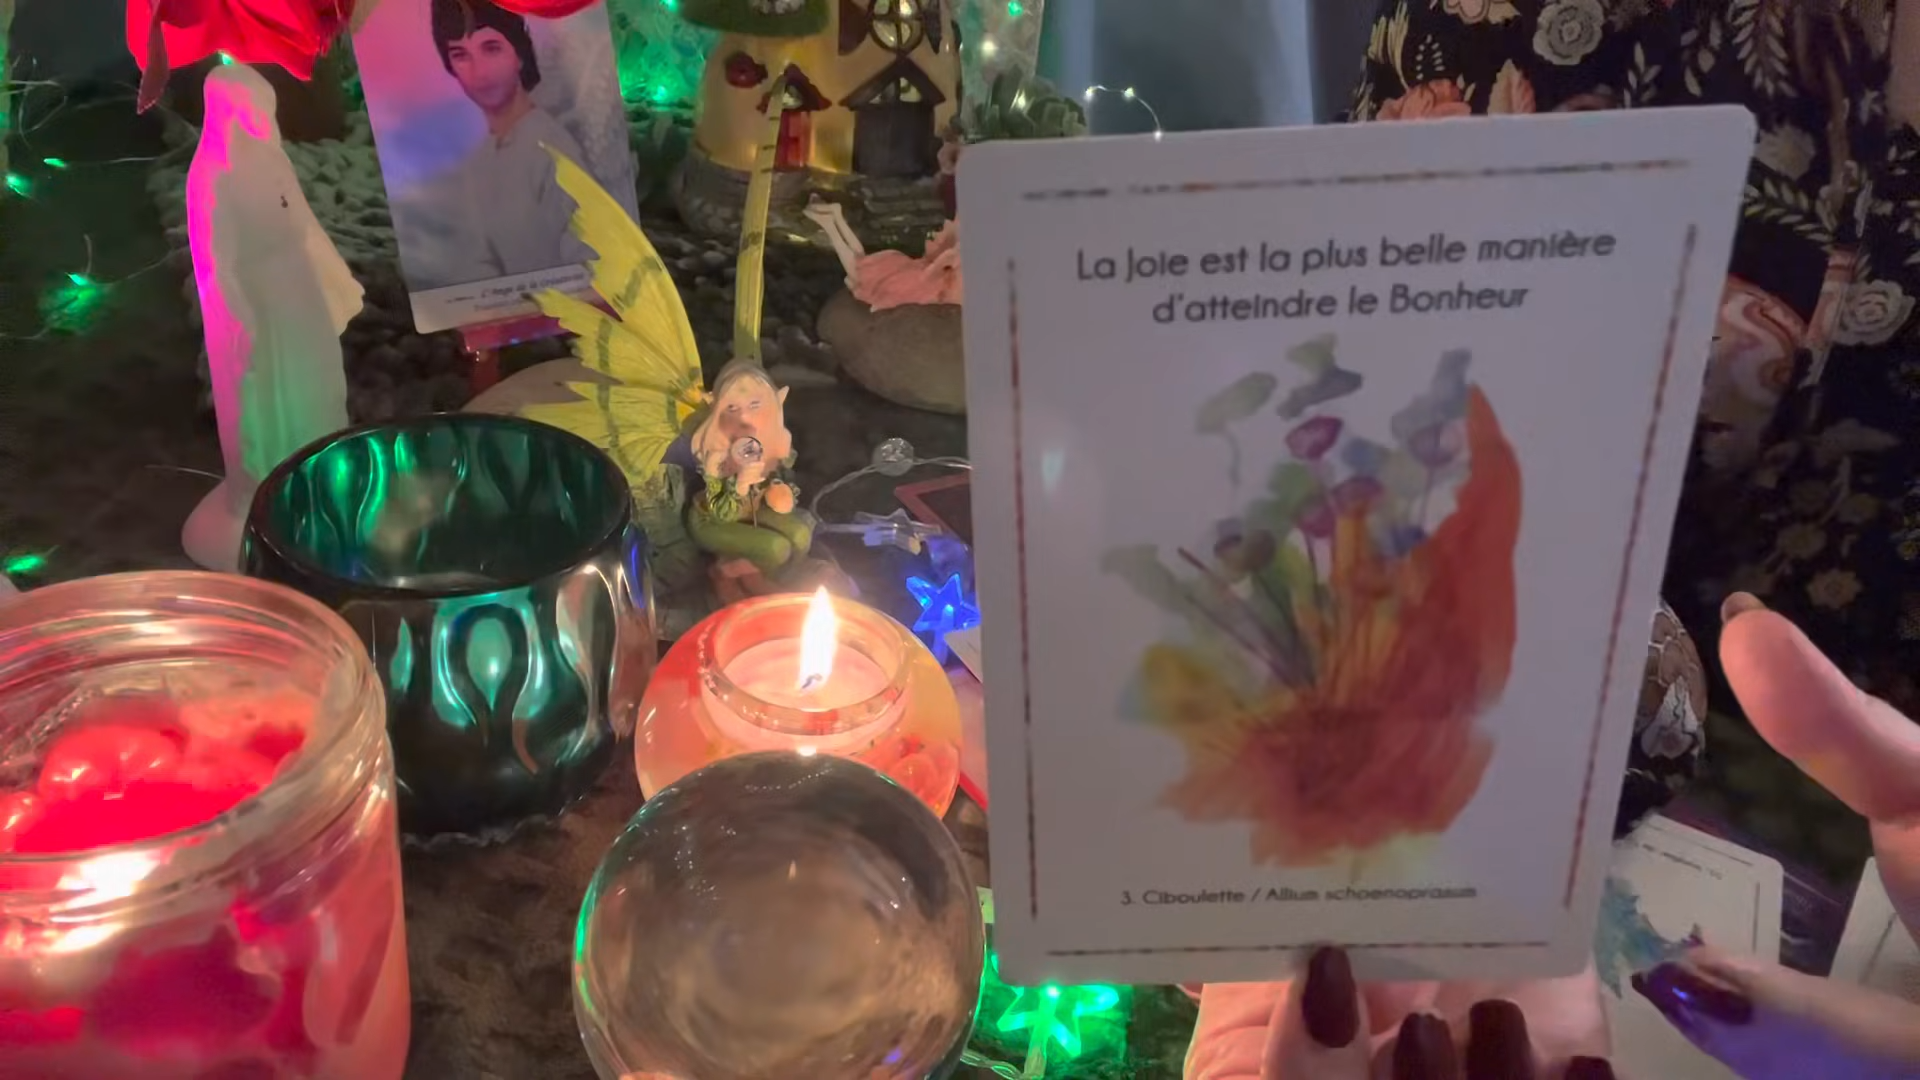 La Joie est la plus belle manière
d'atteindre le Bonheur
3. Ciboulette / Allium schoenoprasum